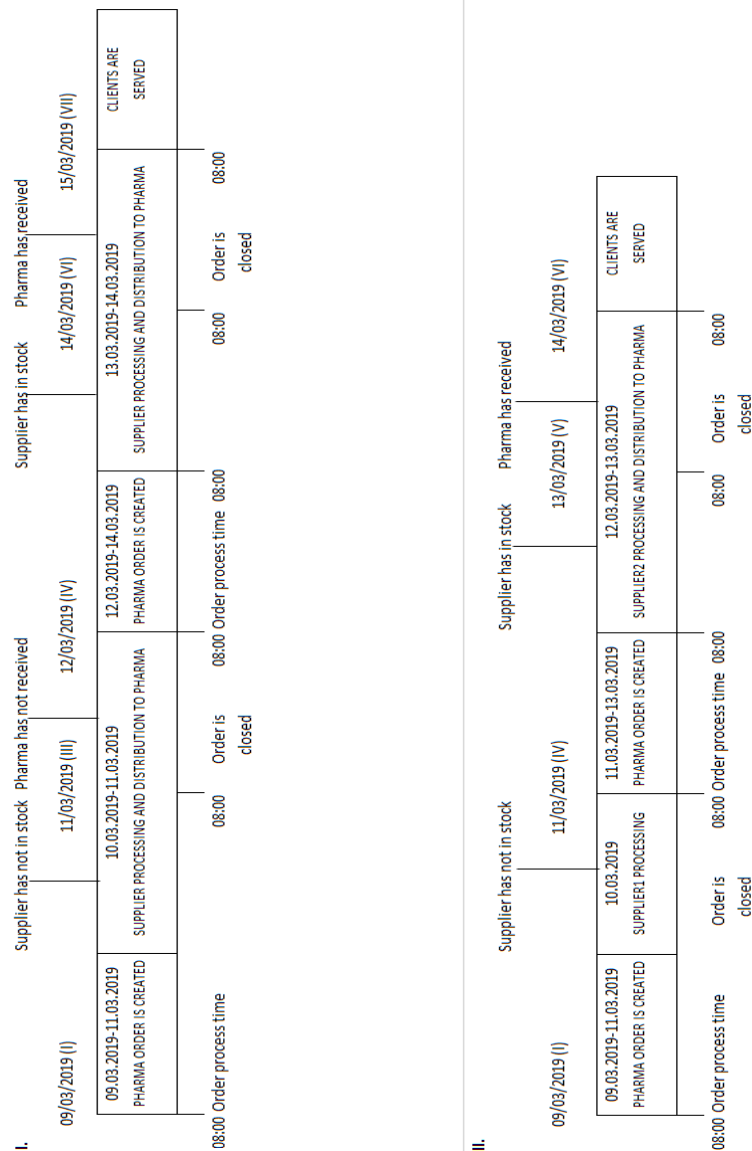 I.
Supplier has not in stock Pharma has not received Supplier has in stock Pharma has received
09/03/2019 (I) 11/03/2019 (III) 12/03/2019 (IV) 14/03/2019 (VI) 15/03/2019 (VII)
09.03.2019-11.03.2019 10.03.2019-11.03.2019 12.03.2019-14.03.2019 13.03.2019-14.03.2019 CLIENTS ARE
PHARMA ORDER IS CREATED SUPPLIER PROCESSING AND DISTRIBUTION TO PHARMA PHARMA ORDER IS CREATED SUPPLIER PROCESSING AND DISTRIBUTION TO PHARMA SERVED
08:00 Order process time 08:00 Order is 08:00 Order process time 08:00 08:00 Order is 08:00
closed closed
II.
Supplier has not in stock Supplier has in stock Pharma has received
09/03/2019 (I) 11/03/2019 (IV) 13/03/2019 (V) 14/03/2019 (VI)
09.03.2019-11.03.2019 10.03.2019 11.03.2019-13.03.2019 12.03.2019-13.03.2019 CLIENTS ARE
PHARMA ORDER IS CREATED SUPPLIER1 PROCESSING PHARMA ORDER IS CREATED SUPPLIER2 PROCESSING AND DISTRIBUTION TO PHARMA SERVED
08:00 Order process time Order is 08:00 Order process time 08:00 08:00 Order is 08:00
closed closed